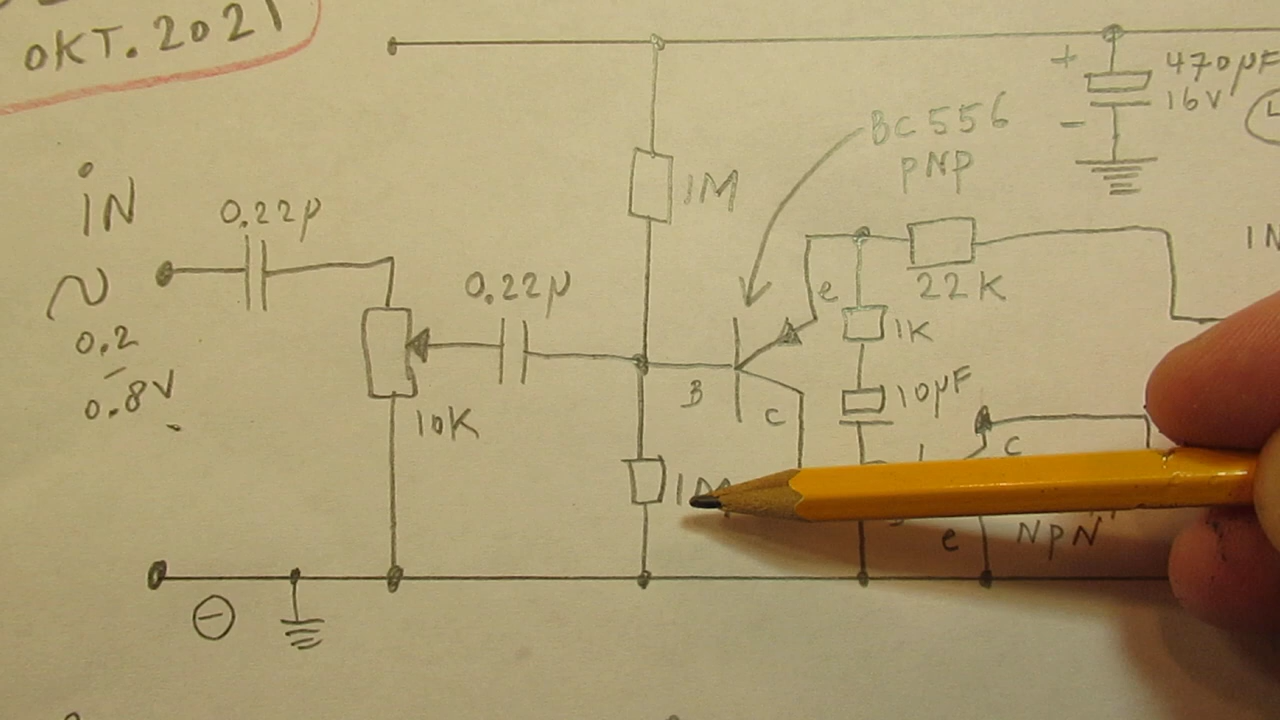 OKT. 2021
+
470µF
16V
-
BC556
PNP
iN
0.22µ
1M
0.2
-
0.8V
10K
0.22µ
e
22K
1K
B
C
10µF
C
1M
e
NPN
-